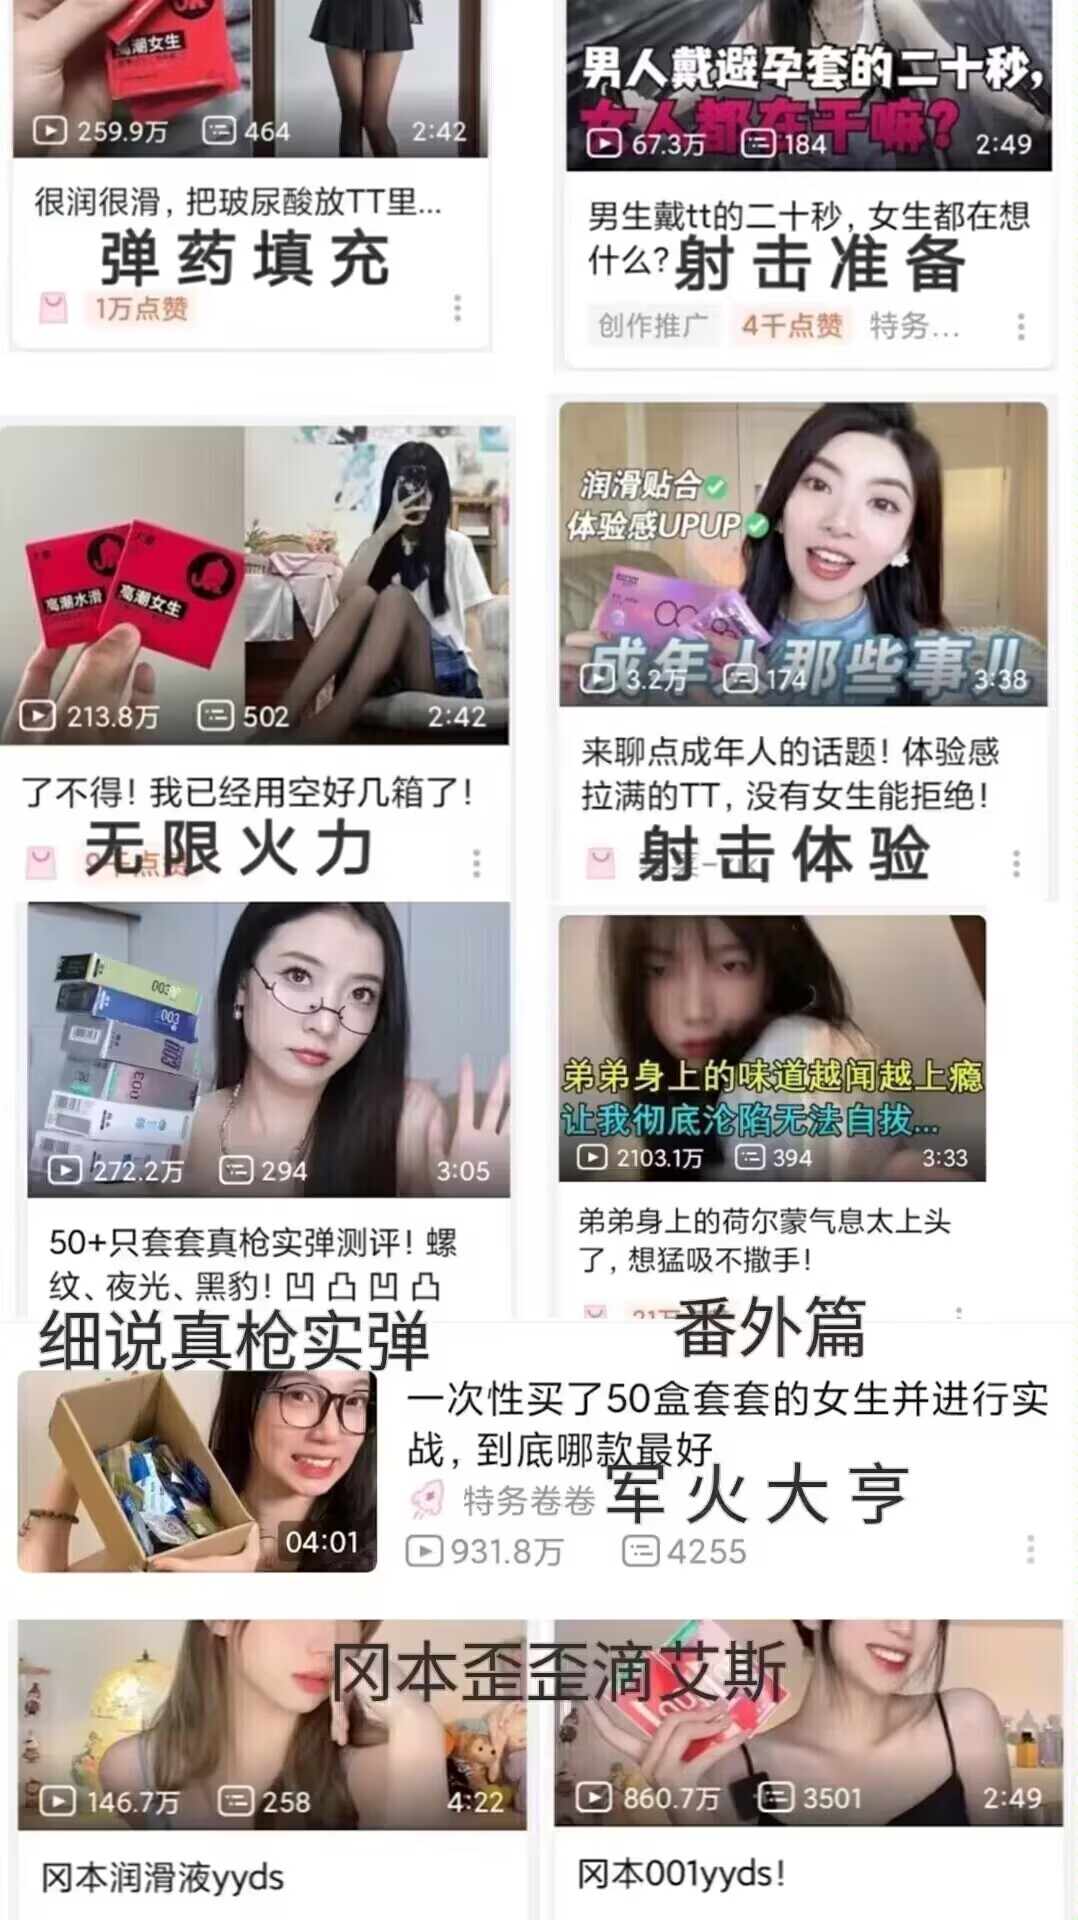 高潮女生
259.9万 464 2:42
很润很滑，把玻尿酸放TT里...
弹药填充
1万点赞
男人戴避孕套的二十秒，
女人都在干嘛？
67.3万 184 2:49
男生戴tt的二十秒，女生都在想
什么？
射击准备
创作推广 4千点赞 特务...
大象
大象
高潮水滑
高潮女生
213.8万 502 2:42
了不得！我已经用空好几箱了！
无限火力
润滑贴合
体验感UPUP
成年人那些事儿
3.2万 174 3:38
来聊点成年人的话题！体验感
拉满的TT，没有女生能拒绝！
射击体验
003
003
003
003
272.2万 294 3:05
50+只套套真枪实弹测评！螺
纹、夜光、黑豹！凹凸凹凸
细说真枪实弹
弟弟身上的味道越闻越上瘾
让我彻底沦陷无法自拔...
2103.1万 394 3:33
弟弟身上的荷尔蒙气息太上头
了，想猛吸不撒手！
番外篇
04:01
一次性买了50盒套套的女生并进行实
战，到底哪款最好
特务卷卷
军火大亨
931.8万 4255
冈本歪歪滴艾斯
146.7万 258 4:22
冈本润滑液yyds
860.7万 3501 2:49
冈本001yyds！